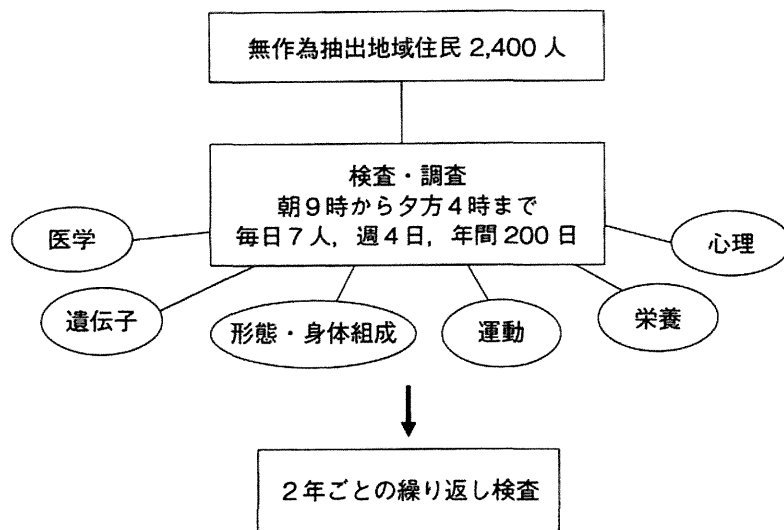 無作為抽出地域住民 2,400 人
検査・調査
朝9時から夕方4時まで
毎日7人，週4日，年間 200 日
医学
心理
遺伝子
形態・身体組成
運動
栄養
2年ごとの繰り返し検査